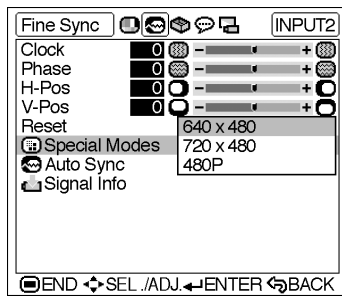 Fine Sync INPUT2
Clock 0 - +
Phase 0 - +
H-Pos 0 - +
V-Pos 0 - +
Reset
640 x 480
Special Modes
720 x 480
Auto Sync
480P
Signal Info
END SEL./ADJ. ENTER BACK